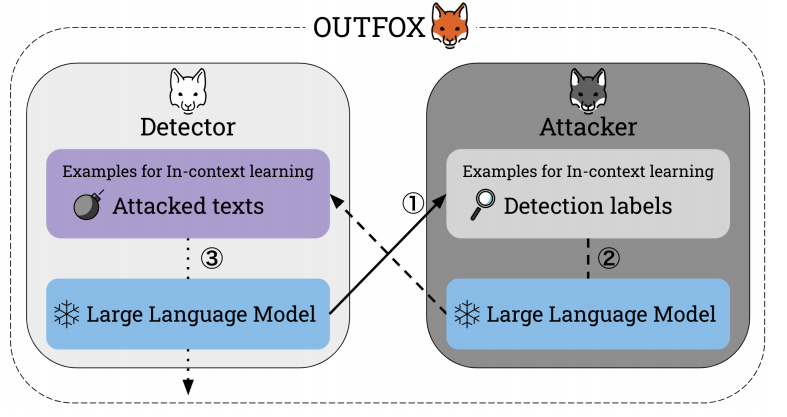 OUTFOX
Detector
Examples for In-context learning
Attacked texts
③
Large Language Model
①
Attacker
Examples for In-context learning
Detection labels
②
Large Language Model